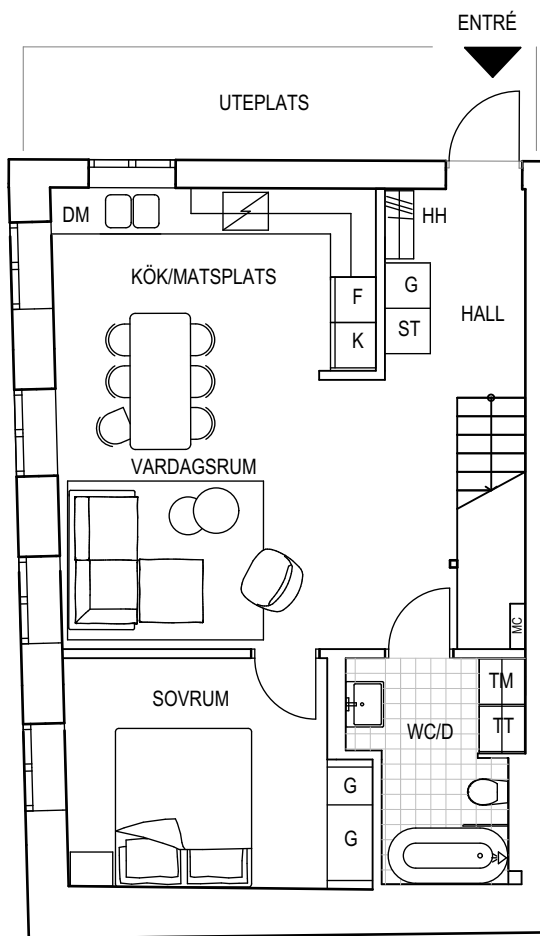 ENTRÉ
UTEPLATS
DM
HH
KÖK/MATSPLATS
F
G
HALL
K
ST
VARDAGSRUM
MC
SOVRUM
TM
WC/D
TT
G
G